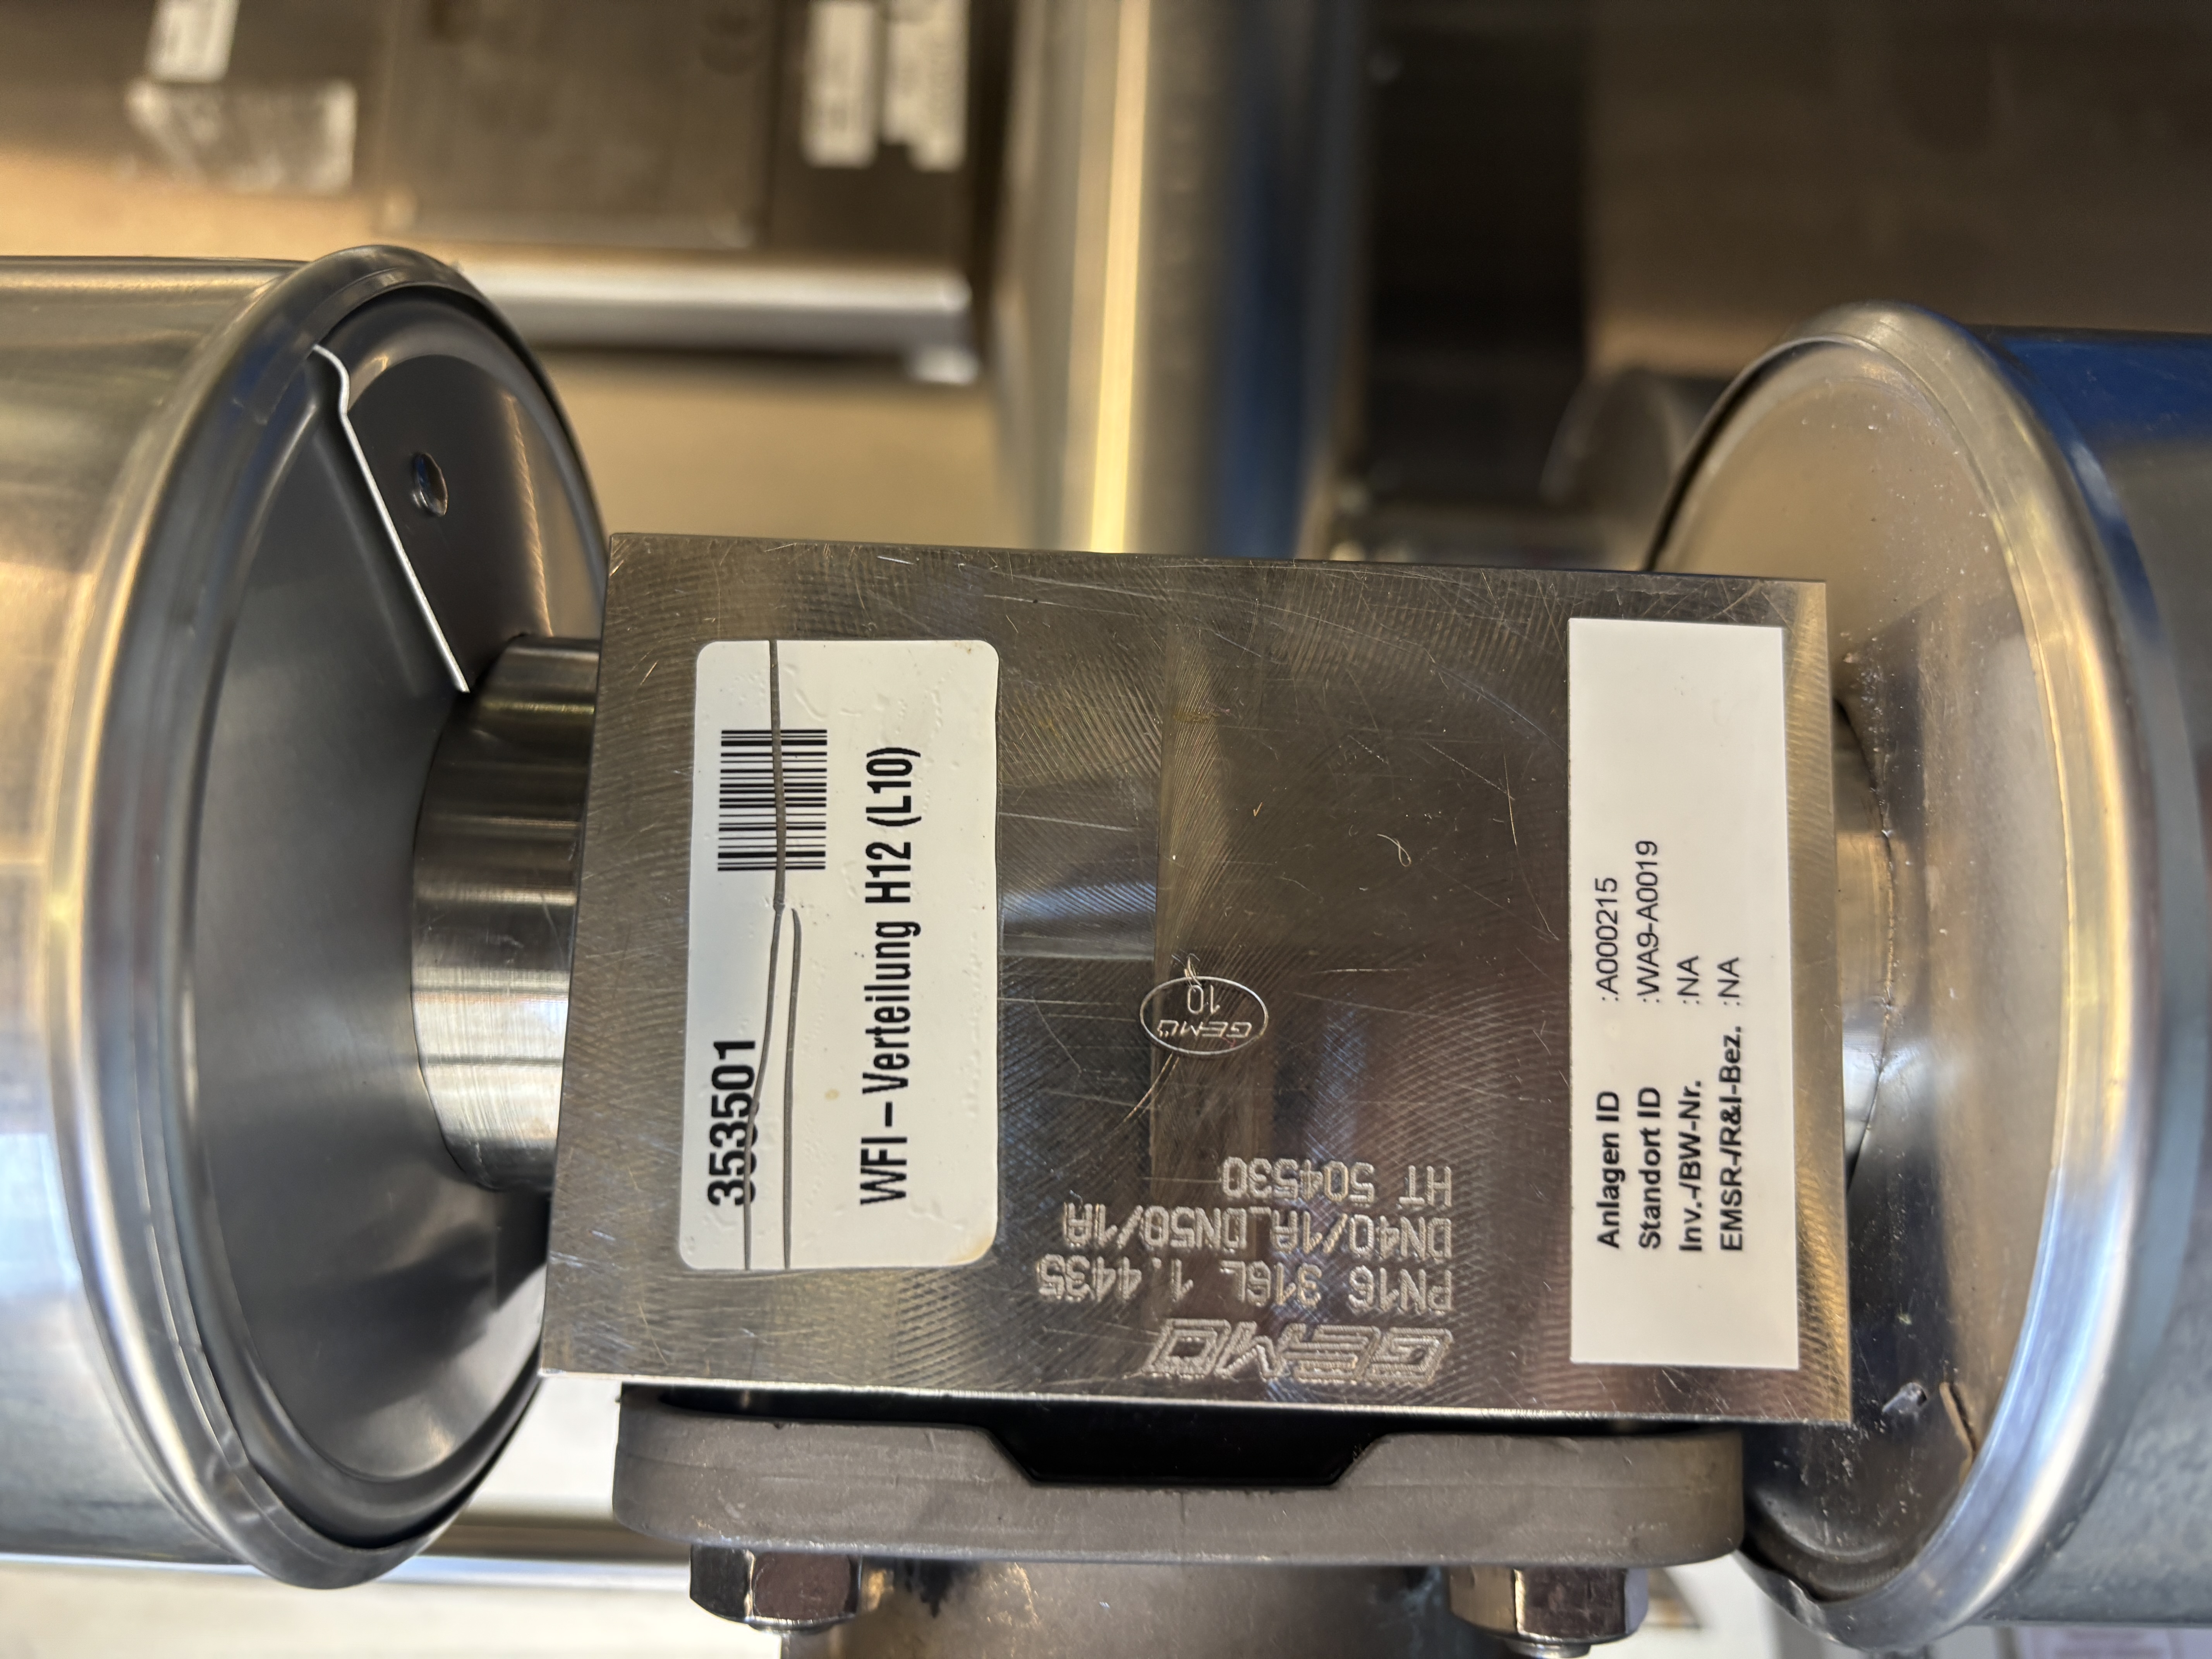 353501
WFI – Verteilung H12 (L10)
GEMÜ
10
GEMÜ
PN16 316L 1.4435
DN40/1A_DN50/1A
HT 504530
Anlagen ID :A000215
Standort ID :WA9-A0019
Inv.-/BW-Nr. :NA
EMSR-/R&I-Bez. :NA